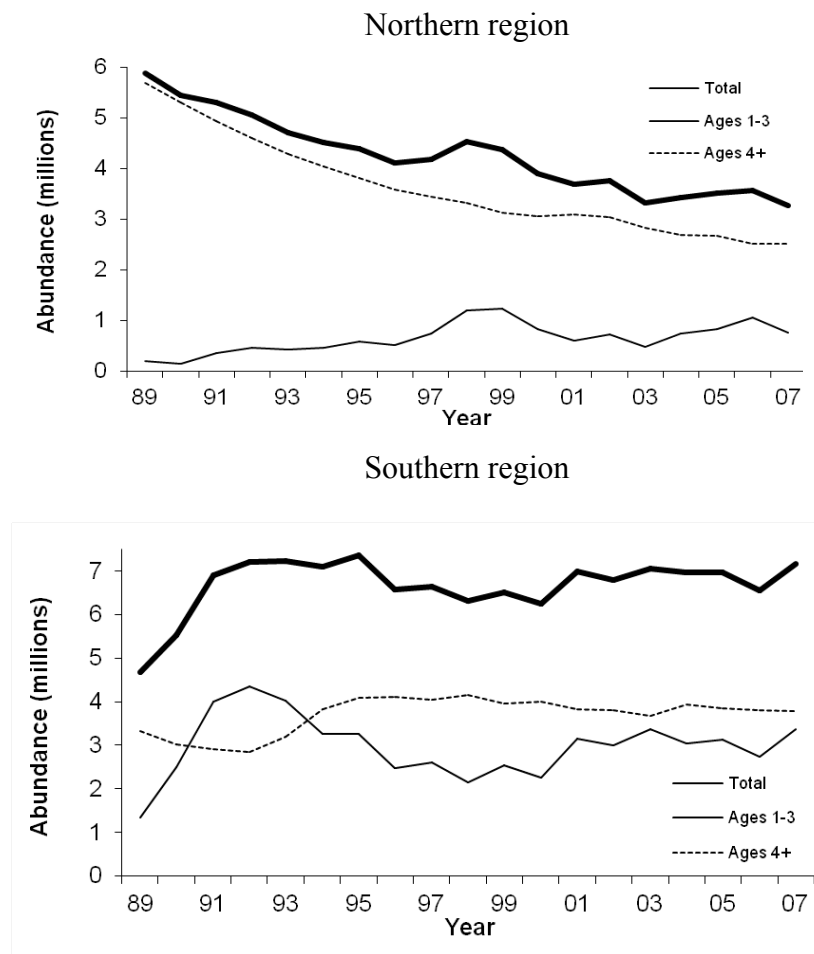 Northern region
6
5
4
3
2
1
0
Abundance (millions)
Total
Ages 1-3
Ages 4+
89 91 93 95 97 99 01 03 05 07
Year
Southern region
7
6
5
4
3
2
1
0
Abundance (millions)
Total
Ages 1-3
Ages 4+
89 91 93 95 97 99 01 03 05 07
Year